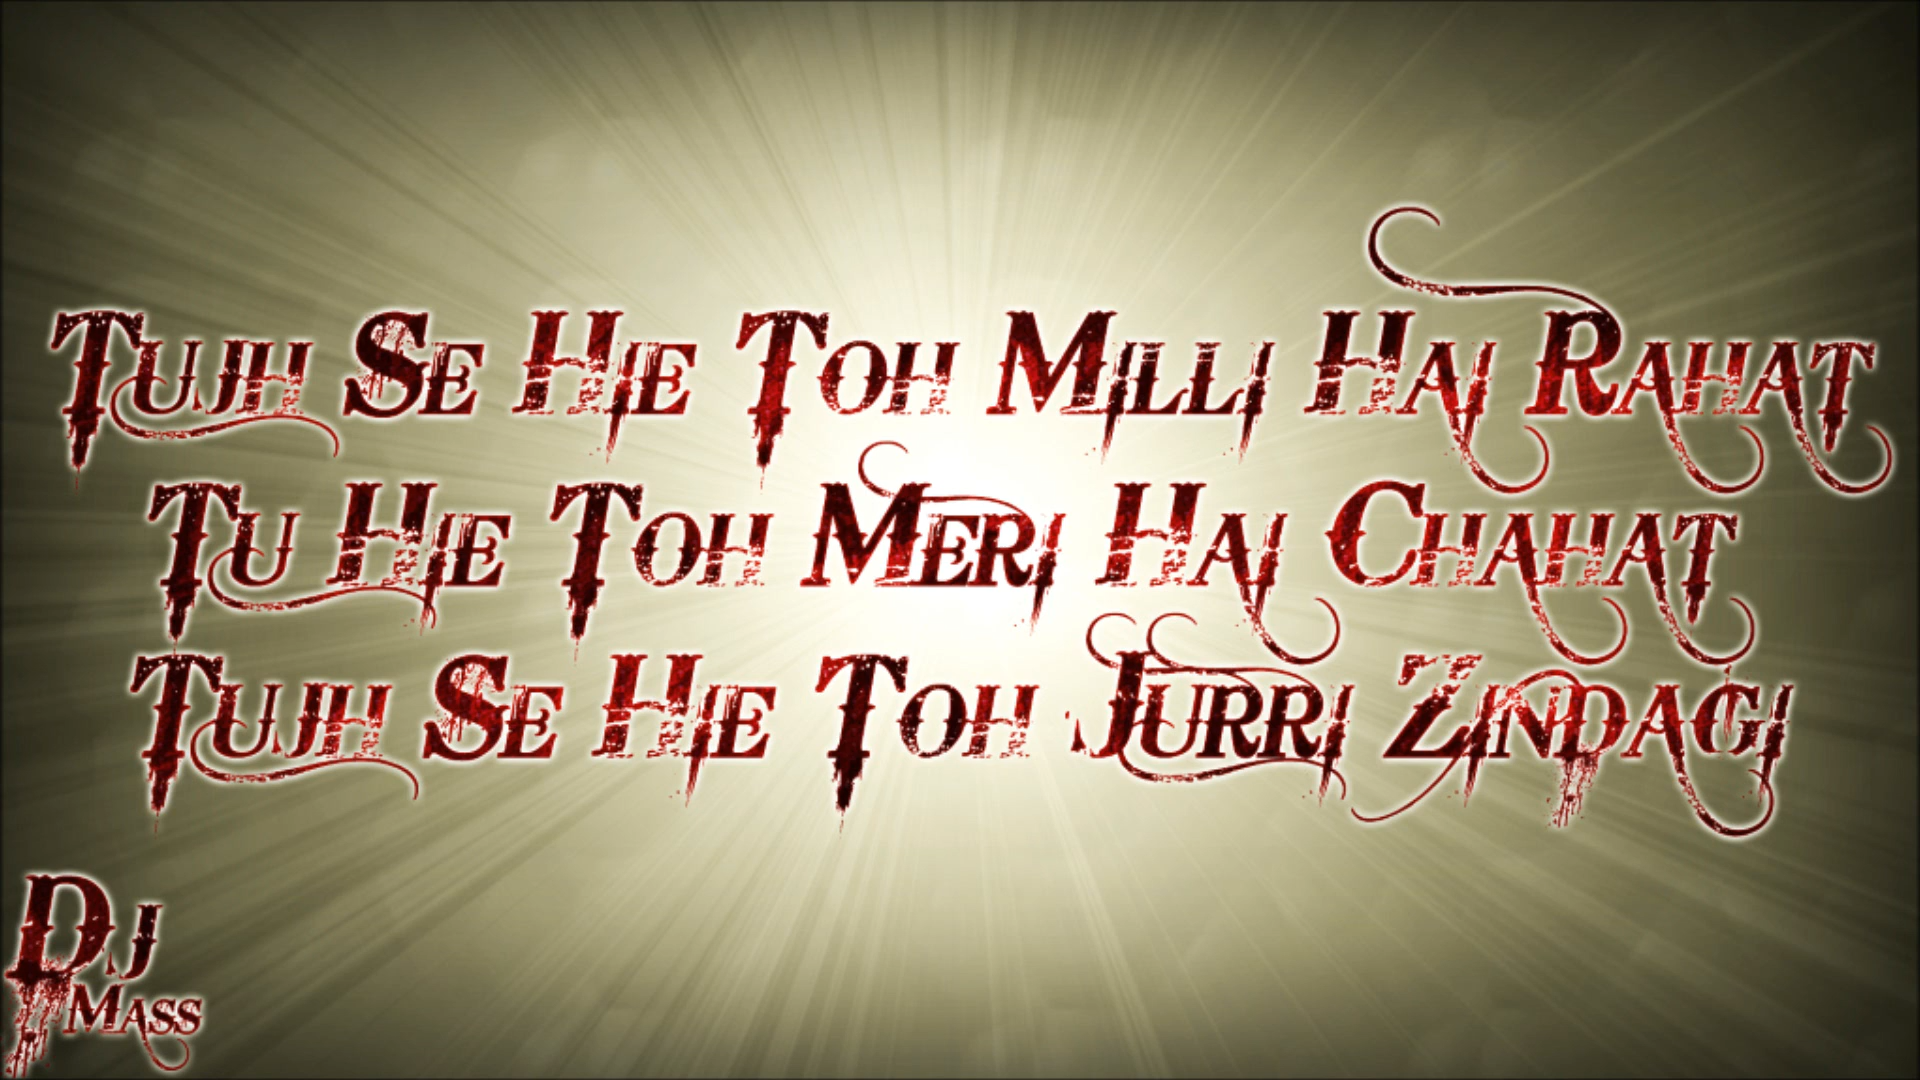 Tujh Se Hie Toh Milli Hai Rahat
Tu Hie Toh Meri Hai Chahat
Tujh Se Hie Toh Jurri Zindagi
Dj
Mass